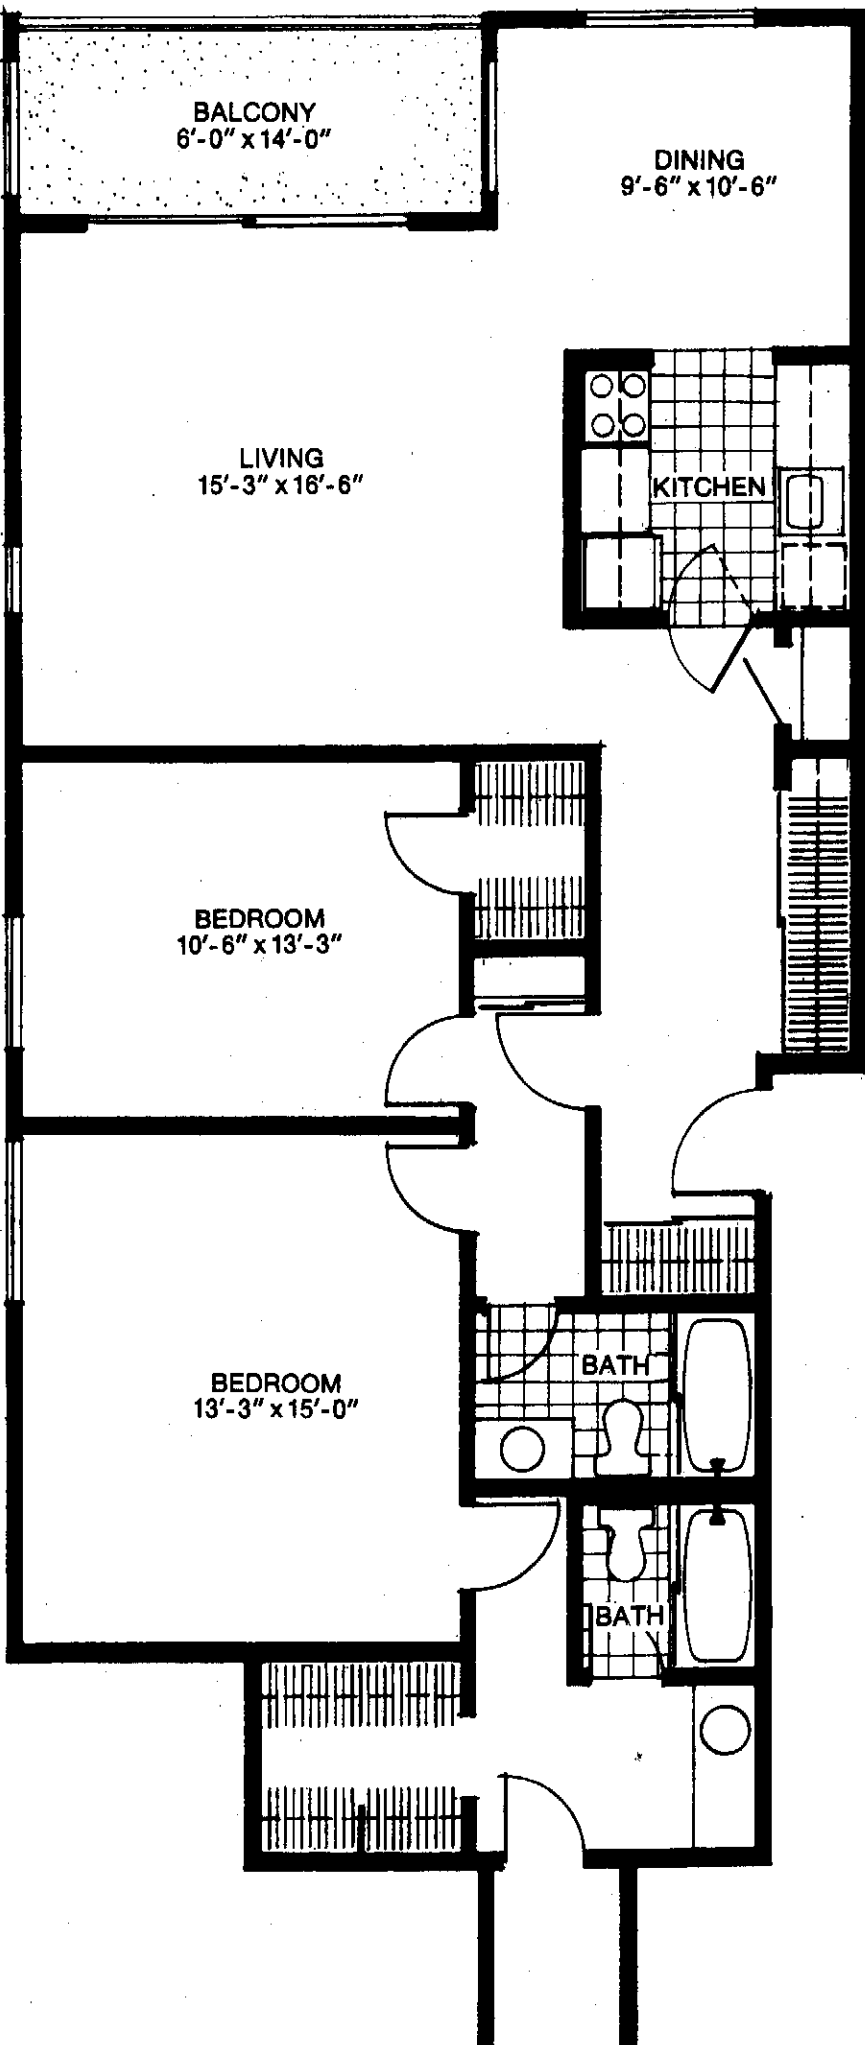 BALCONY
6'-0" x 14'-0"
DINING
9'-6" x 10'-6"
LIVING
15'-3" x 16'-6"
KITCHEN
BEDROOM
10'-6" x 13'-3"
BEDROOM
13'-3" x 15'-0"
BATH
BATH